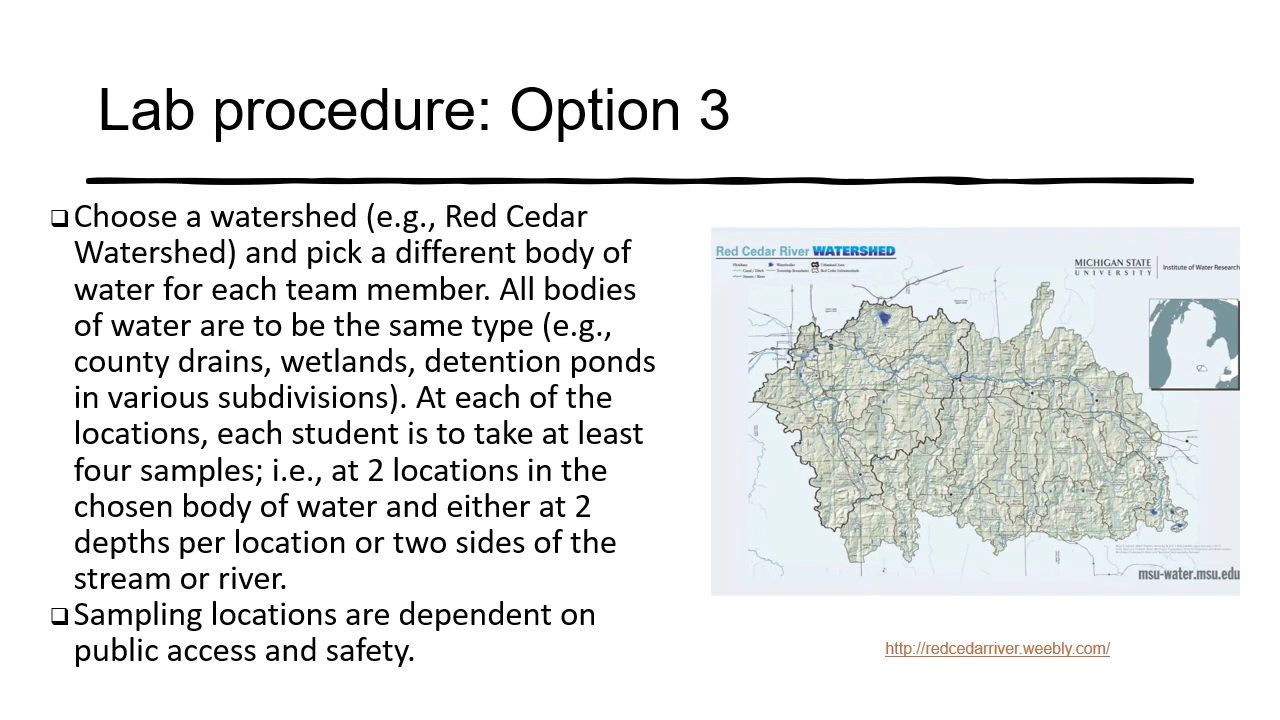 Lab procedure: Option 3
Choose a watershed (e.g., Red Cedar
Watershed) and pick a different body of
water for each team member. All bodies
of water are to be the same type (e.g.,
county drains, wetlands, detention ponds
in various subdivisions). At each of the
locations, each student is to take at least
four samples; i.e., at 2 locations in the
chosen body of water and either at 2
depths per location or two sides of the
stream or river.
Sampling locations are dependent on
public access and safety.
Red Cedar River WATERSHED
MICHIGAN STATE
UNIVERSITY
Institute of Water Research
msu-water.msu.edu
http://redcedarriver.weebly.com/